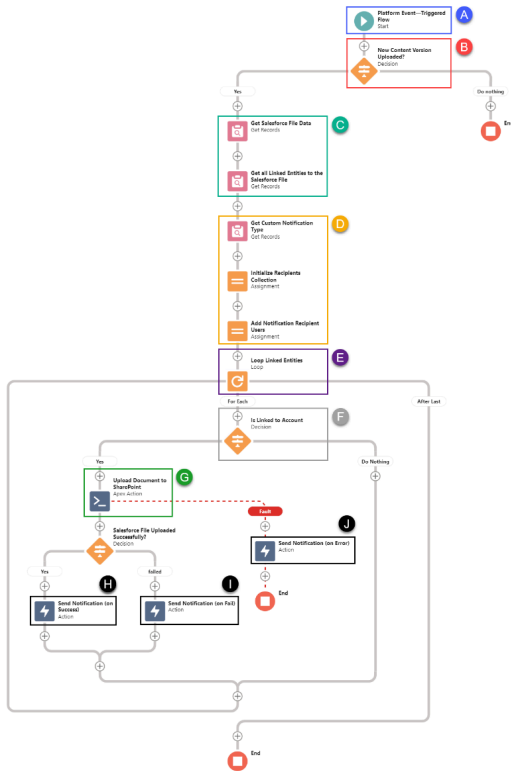 Platform Event—Triggered
Flow
Start
A
New Content Version
Uploaded?
Decision
B
Yes
Do nothing
En
Get Salesforce File Data
Get Records
C
Get all Linked Entities to the
Salesforce File
Get Records
Get Custom Notification
Type
Get Records
D
Initialize Recipients
Collection
Assignment
Add Notification Recipient
Users
Assignment
Loop Linked Entities
Loop
E
For Each
After Last
Is Linked to Account
Decision
F
Yes
Do Nothing
Upload Document to
SharePoint
Apex Action
G
Fault
Salesforce File Uploaded
Successfully?
Decision
J
Send Notification (on Error)
Action
Yes
failed
End
H
I
Send Notification (on
Success)
Action
Send Notification (on Fail)
Action
End